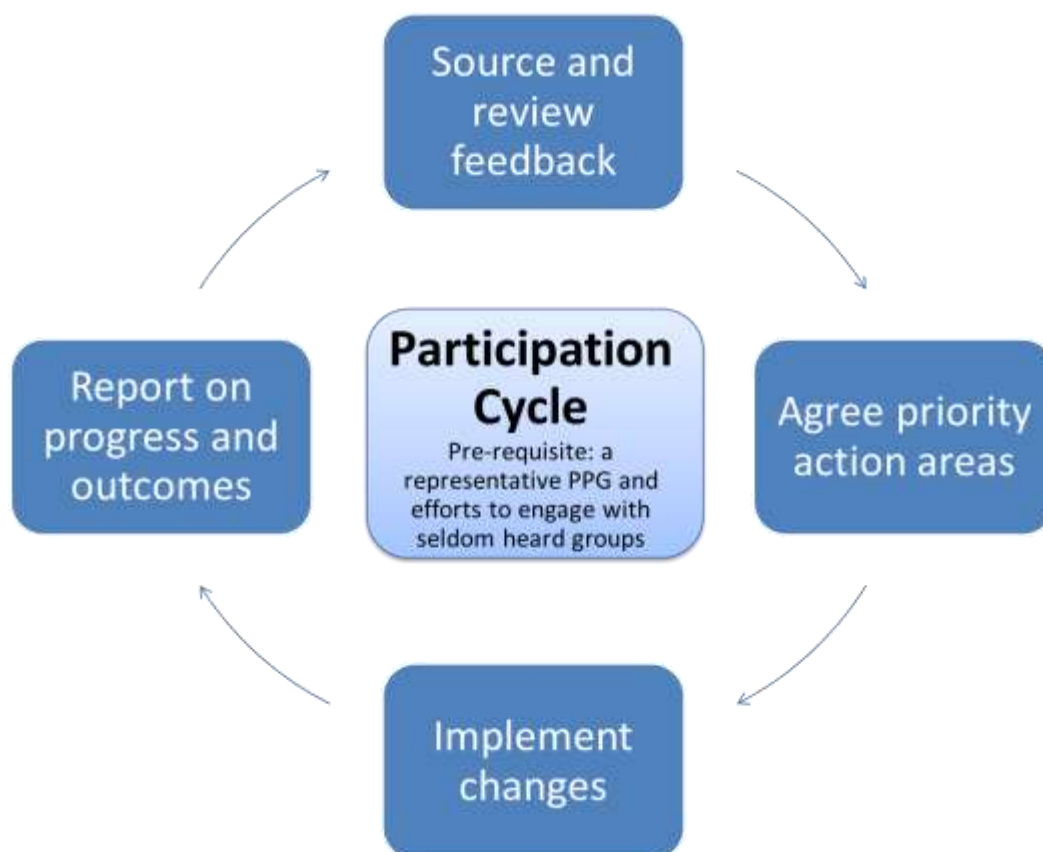 Source and
review
feedback
Participation
Cycle
Pre-requisite: a
representative PPG and
efforts to engage with
seldom heard groups
Report on
progress and
outcomes
Agree priority
action areas
Implement
changes